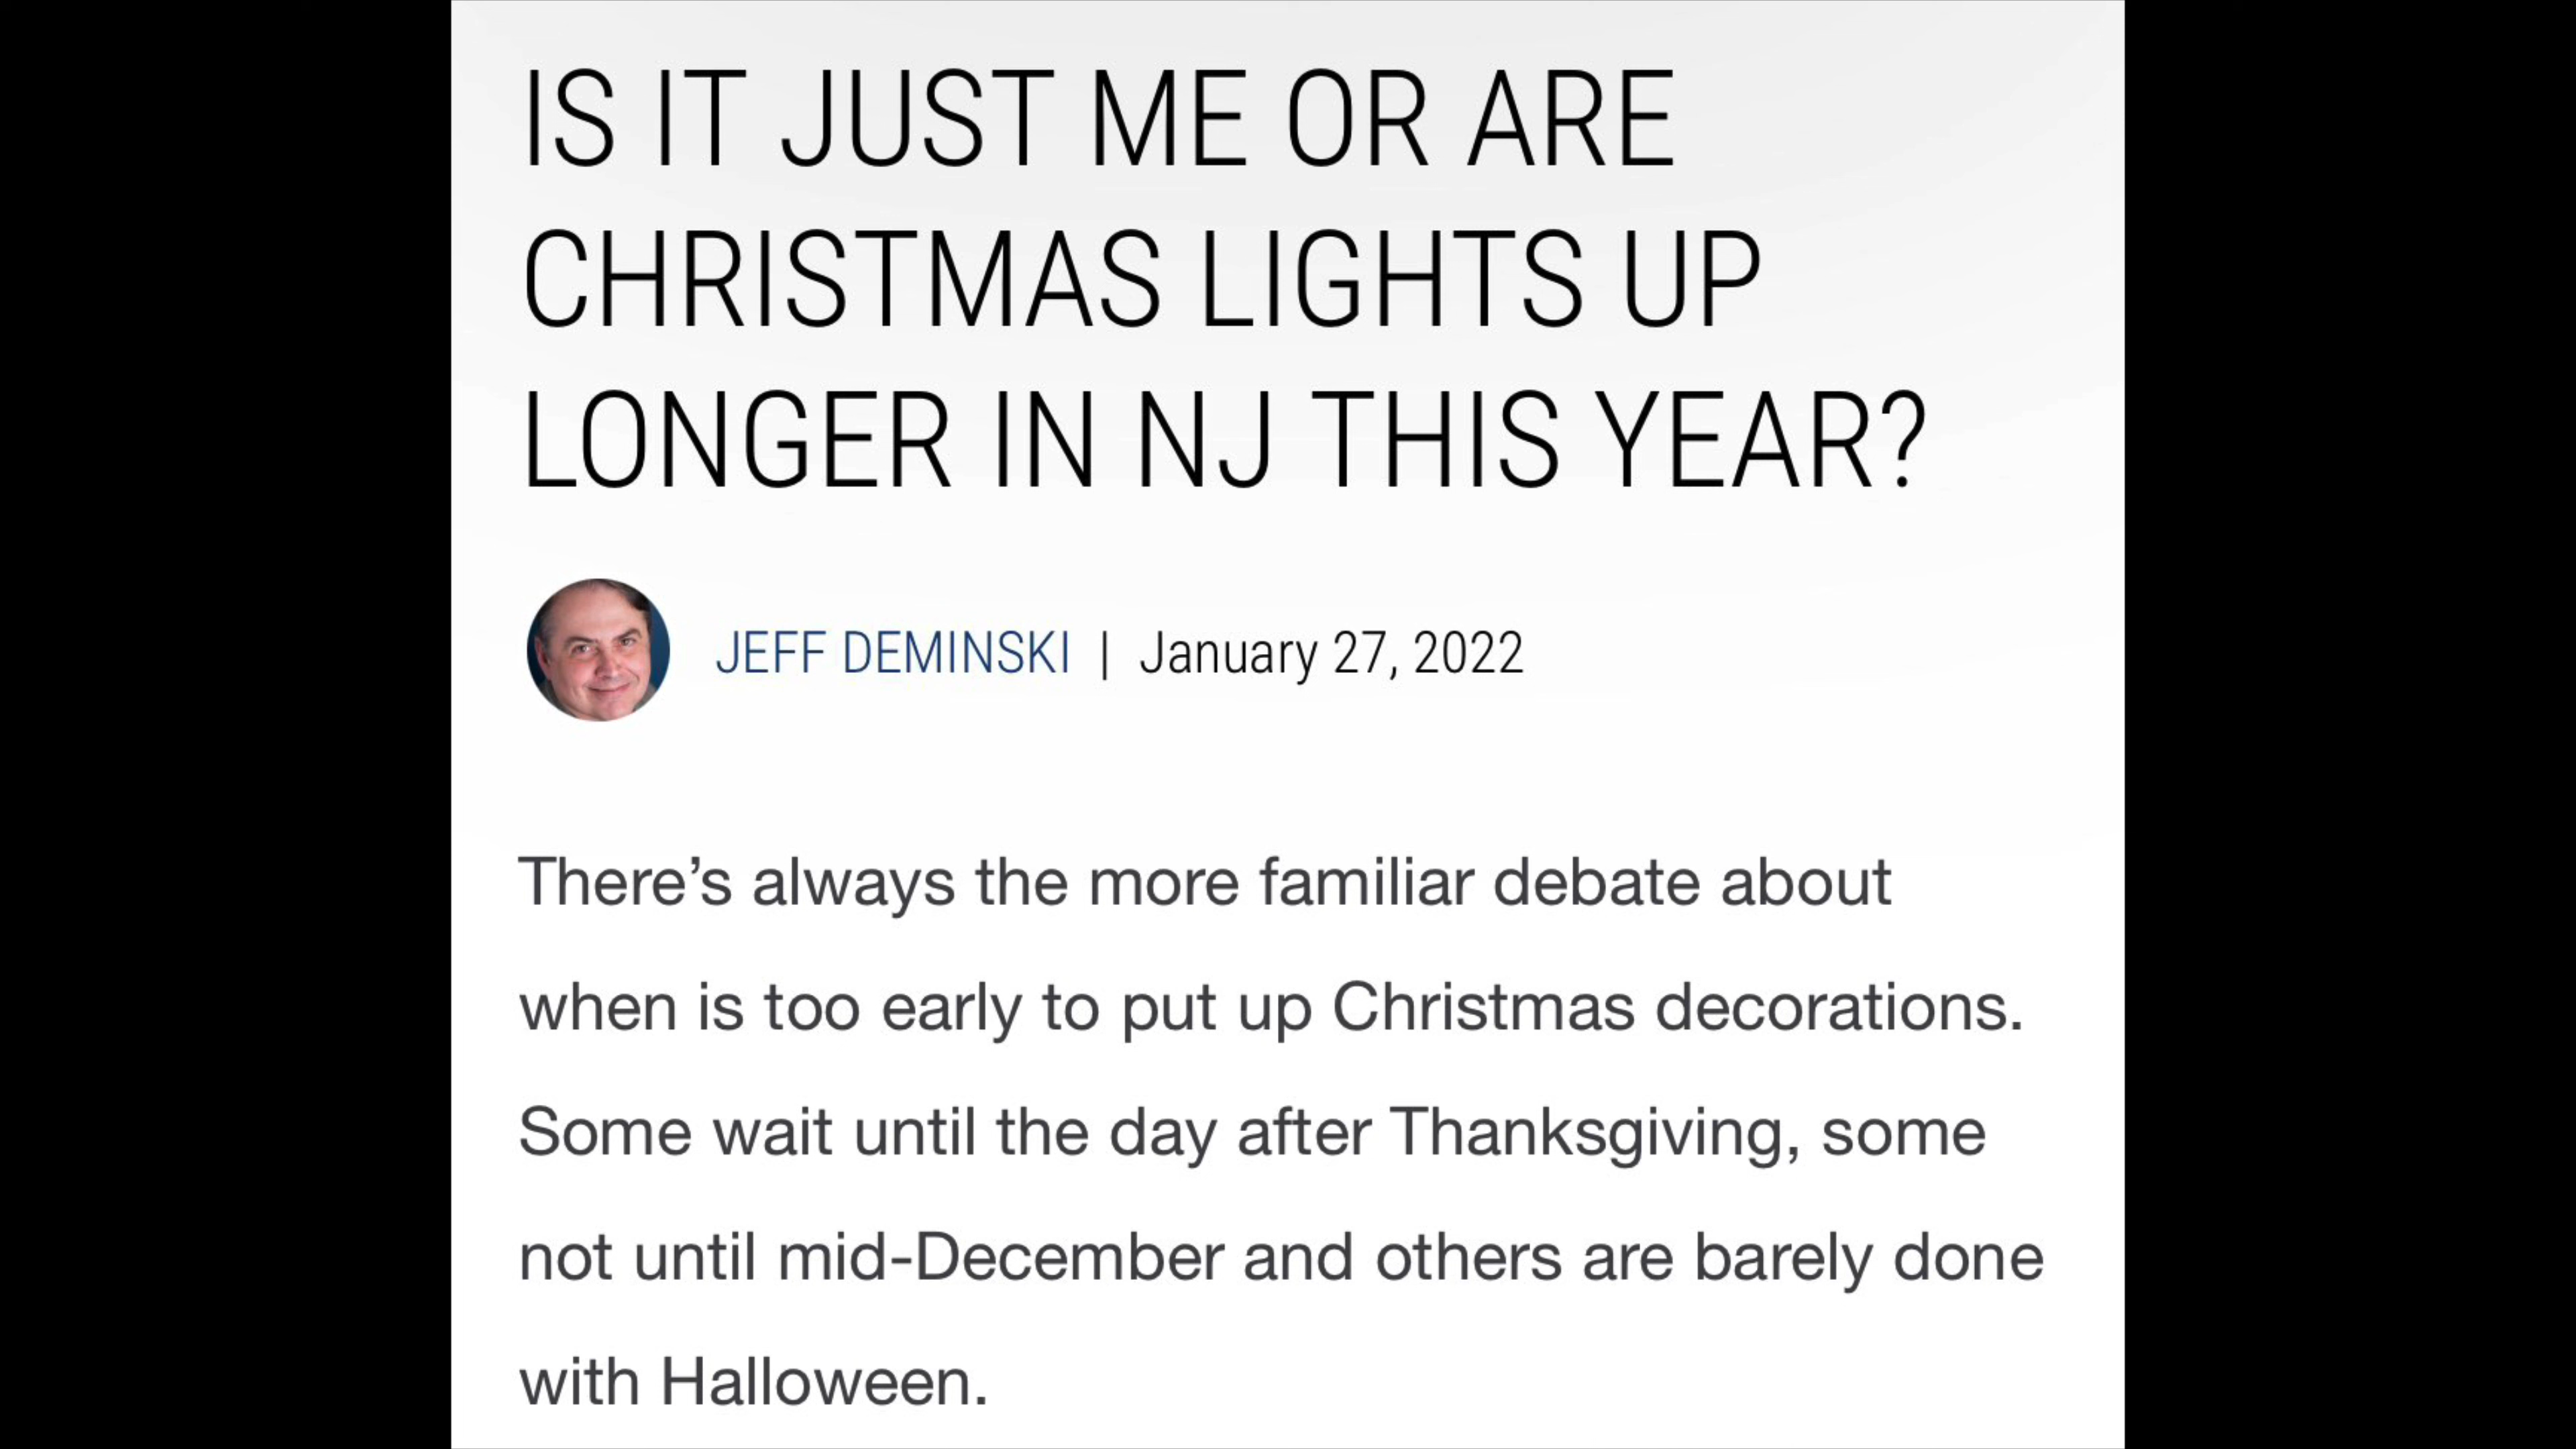 IS IT JUST ME OR ARE
CHRISTMAS LIGHTS UP
LONGER IN NJ THIS YEAR?
JEFF DEMINSKI | January 27, 2022
There’s always the more familiar debate about
when is too early to put up Christmas decorations.
Some wait until the day after Thanksgiving, some
not until mid-December and others are barely done
with Halloween.